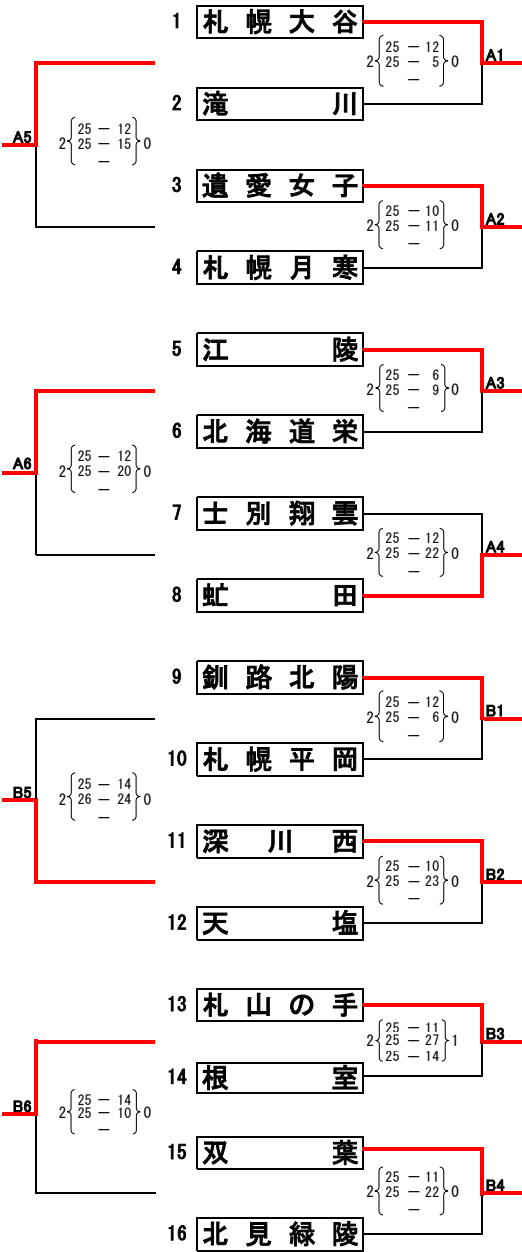 1 札幌大谷
25 － 12
2 25 － 5 0
－
A1
2 滝川
A5
25 － 12
2 25 － 15 0
－
3 遺愛女子
25 － 10
2 25 － 11 0
－
A2
4 札幌月寒
5 江陵
25 － 6
2 25 － 9 0
－
A3
6 北海道栄
A6
25 － 12
2 25 － 20 0
－
7 士別翔雲
25 － 12
2 25 － 22 0
－
A4
8 虻田
9 釧路北陽
25 － 12
2 25 － 6 0
－
B1
10 札幌平岡
B5
25 － 14
2 26 － 24 0
－
11 深川西
25 － 10
2 25 － 23 0
－
B2
12 天塩
13 札山の手
25 － 11
2 25 － 27 1
25 － 14
B3
14 根室
B6
25 － 14
2 25 － 10 0
－
15 双葉
25 － 11
2 25 － 22 0
－
B4
16 北見緑陵